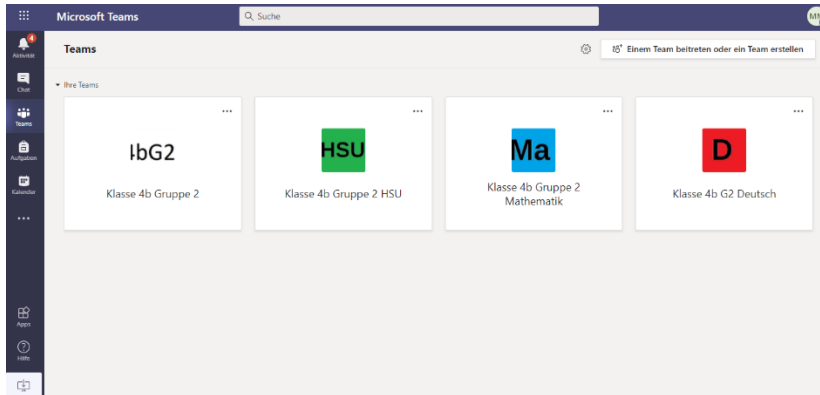 Microsoft Teams
Suche
MM
4
Aktivität
Chat
Teams
Aufgaben
Kalender
Apps
Hilfe
Teams
Einem Team beitreten oder ein Team erstellen
Ihre Teams
4bG2
Klasse 4b Gruppe 2
HSU
Klasse 4b Gruppe 2 HSU
Ma
Klasse 4b Gruppe 2
Mathematik
D
Klasse 4b G2 Deutsch